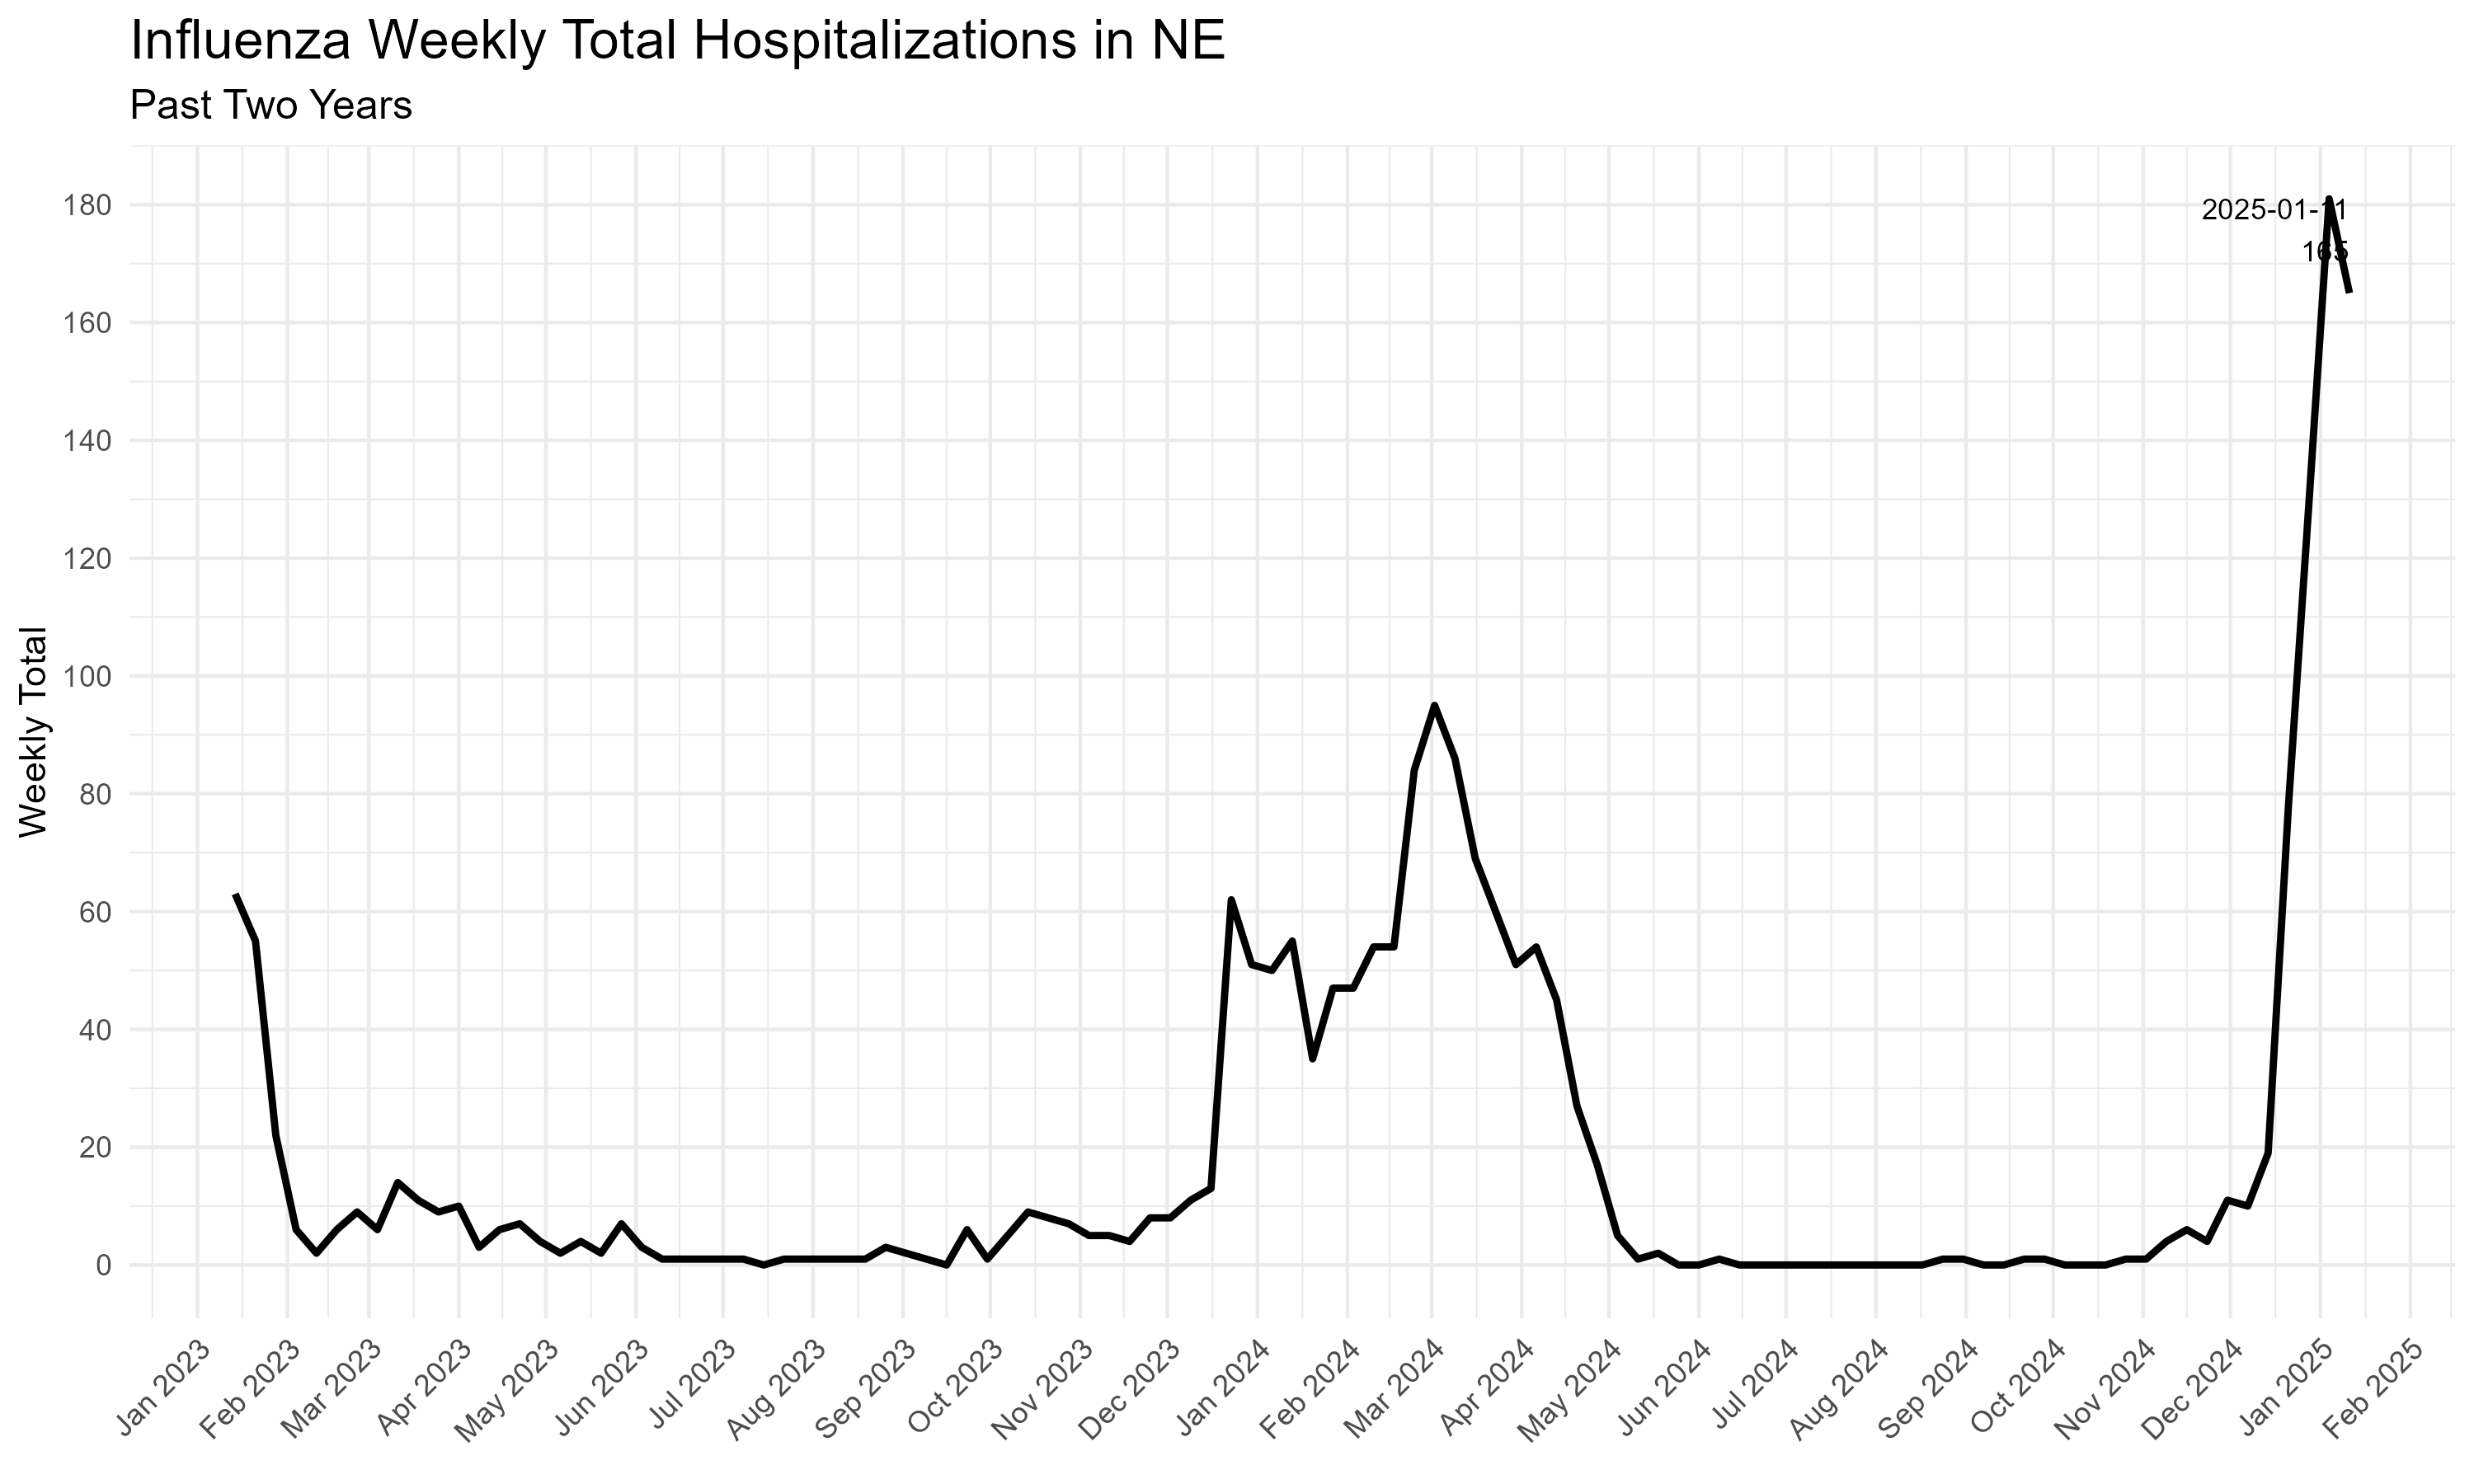 Influenza Weekly Total Hospitalizations in NE
Past Two Years
Weekly Total
180
160
140
120
100
80
60
40
20
0
2025-01-11
165
Jan 2023
Feb 2023
Mar 2023
Apr 2023
May 2023
Jun 2023
Jul 2023
Aug 2023
Sep 2023
Oct 2023
Nov 2023
Dec 2023
Jan 2024
Feb 2024
Mar 2024
Apr 2024
May 2024
Jun 2024
Jul 2024
Aug 2024
Sep 2024
Oct 2024
Nov 2024
Dec 2024
Jan 2025
Feb 2025